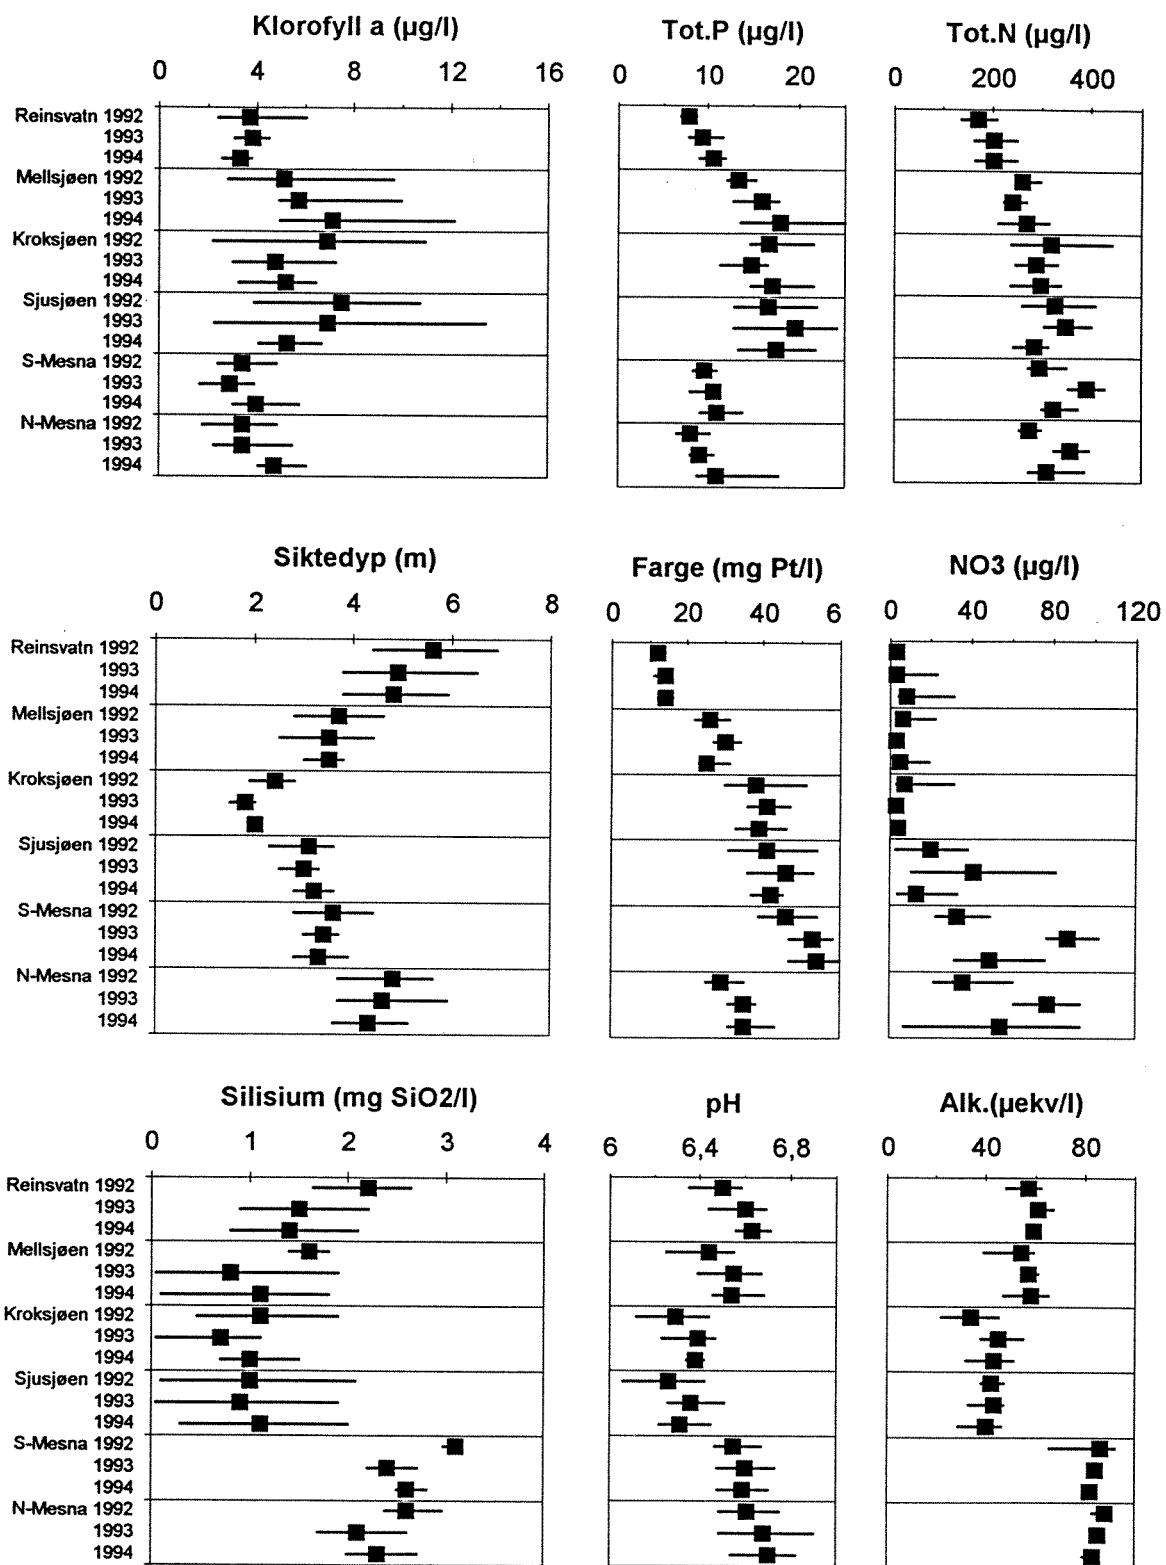 Klorofyll a (µg/l) Tot.P (µg/l) Tot.N (µg/l)
0 4 8 12 16 0 10 20 0 200 400
Reinsvatn 1992
1993
1994
Mellsjøen 1992
1993
1994
Kroksjøen 1992
1993
1994
Sjusjøen 1992
1993
1994
S-Mesna 1992
1993
1994
N-Mesna 1992
1993
1994
Siktedyp (m) Farge (mg Pt/l) NO3 (µg/l)
0 2 4 6 8 0 20 40 6 0 40 80 120
Reinsvatn 1992
1993
1994
Mellsjøen 1992
1993
1994
Kroksjøen 1992
1993
1994
Sjusjøen 1992
1993
1994
S-Mesna 1992
1993
1994
N-Mesna 1992
1993
1994
Silisium (mg SiO2/l) pH Alk.(µekv/l)
0 1 2 3 4 6 6,4 6,8 0 40 80
Reinsvatn 1992
1993
1994
Mellsjøen 1992
1993
1994
Kroksjøen 1992
1993
1994
Sjusjøen 1992
1993
1994
S-Mesna 1992
1993
1994
N-Mesna 1992
1993
1994